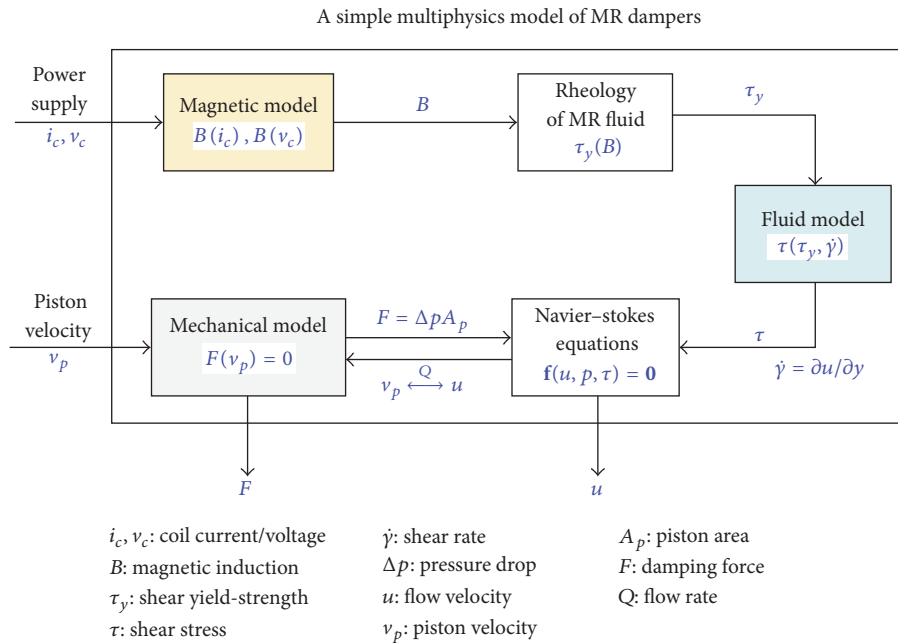 A simple multiphysics model of MR dampers
Power
supply
i_c, v_c
Magnetic model
B(i_c) , B(v_c)
B
Rheology
of MR fluid
τ_y(B)
τ_y
Fluid model
τ(τ_y, γ̇)
Piston
velocity
v_p
Mechanical model
F(v_p) = 0
F = ΔpA_p
v_p ⟷ u
Q
Navier–stokes
equations
f(u, p, τ) = 0
τ
γ̇ = ∂u/∂y
F
u
i_c, v_c: coil current/voltage
B: magnetic induction
τ_y: shear yield-strength
τ: shear stress
γ̇: shear rate
Δp: pressure drop
u: flow velocity
v_p: piston velocity
A_p: piston area
F: damping force
Q: flow rate